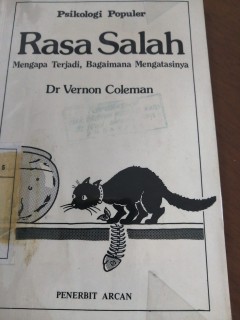 Psikologi Populer
Rasa Salah
Mengapa Terjadi, Bagaimana Mengatasinya
Dr Vernon Coleman
PENERBIT ARCAN